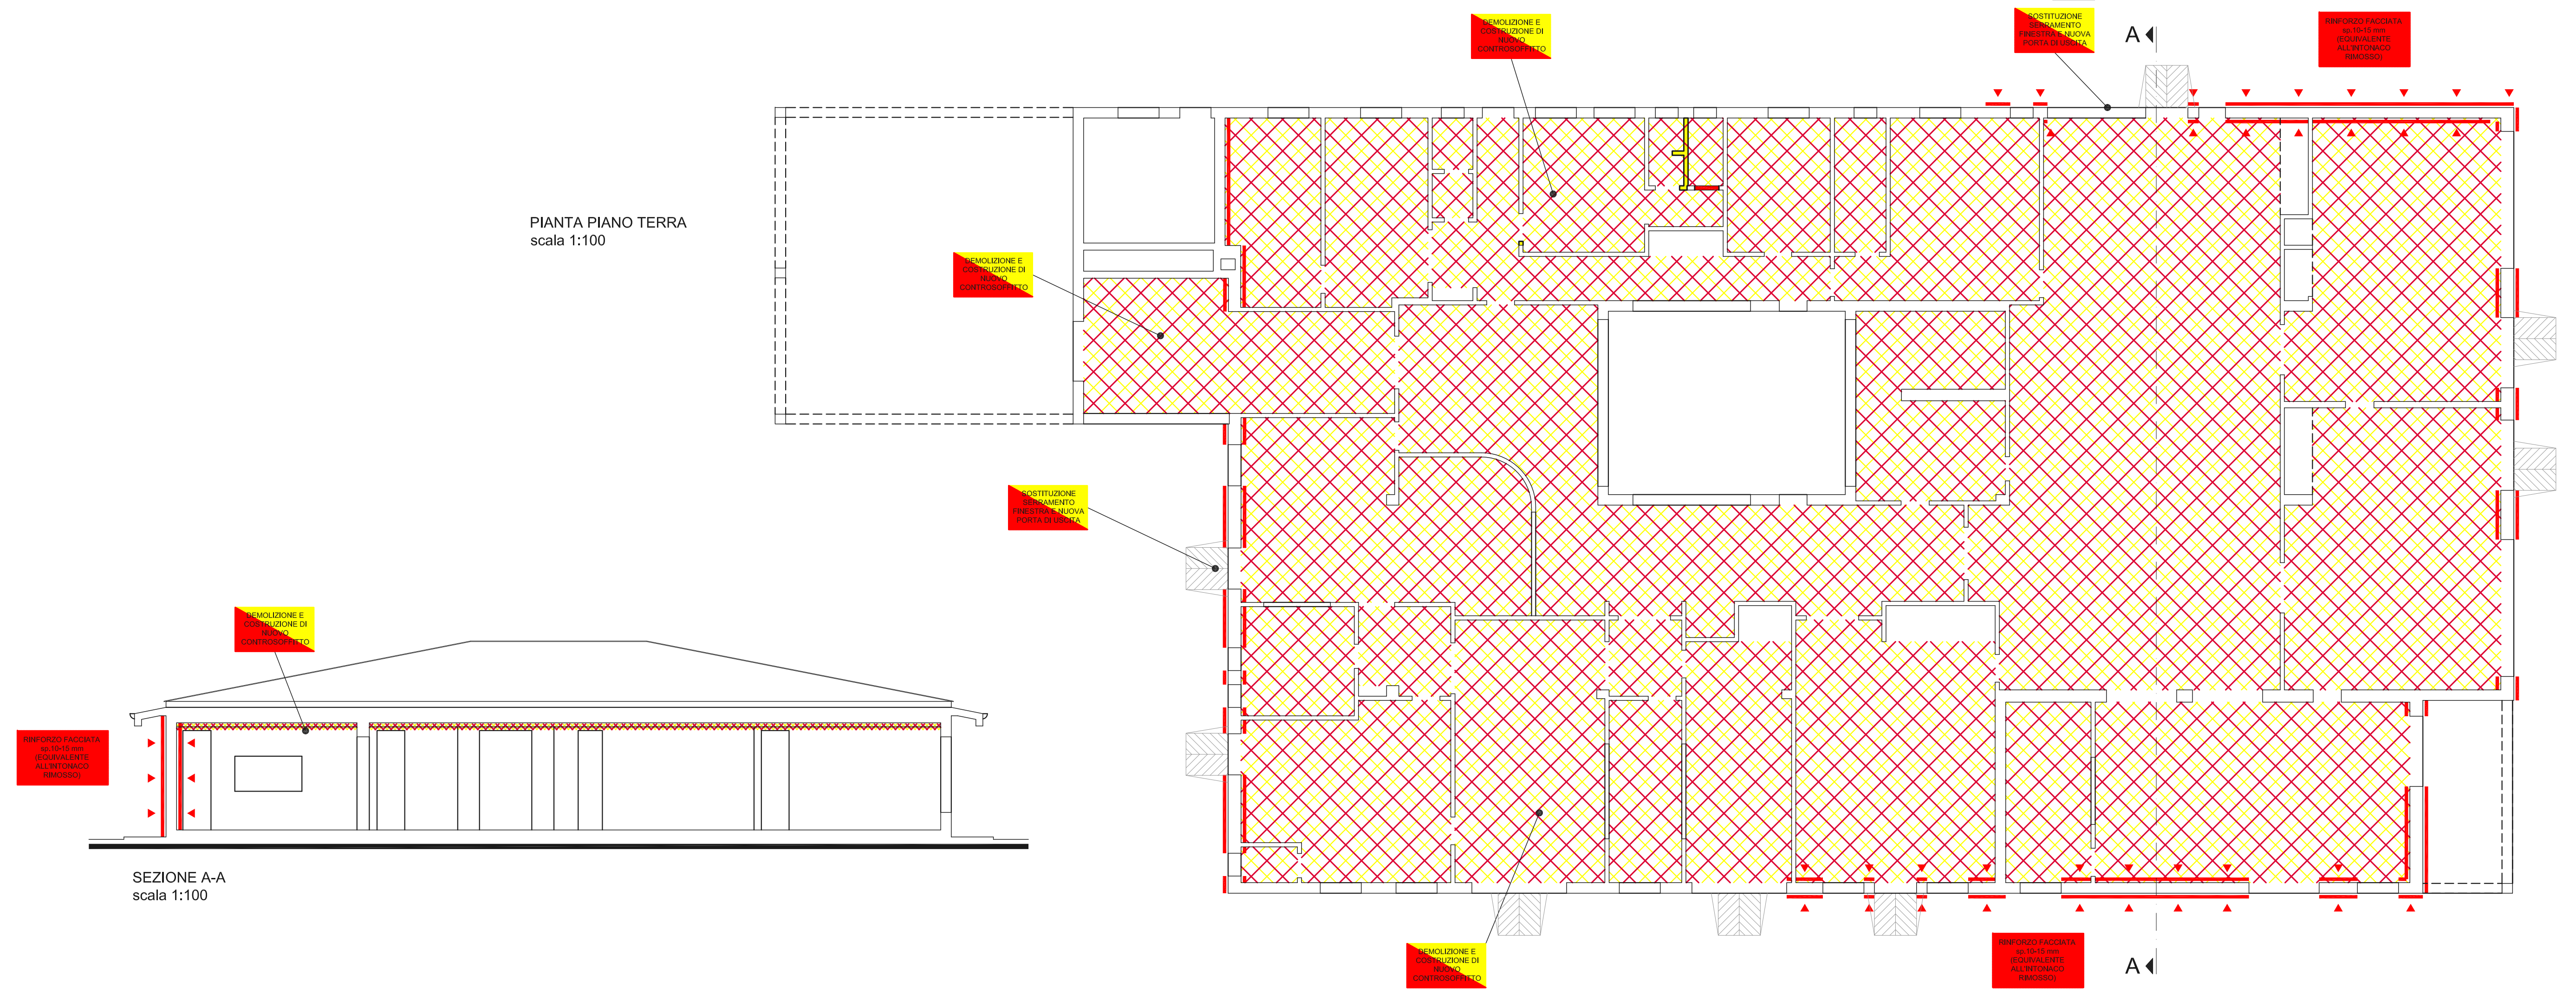 DEMOLIZIONE E
COSTRUZIONE DI
NUOVO
CONTROSOFFITTO
SOSTITUZIONE
SERRAMENTO
FINESTRA E NUOVA
PORTA DI USCITA
A
RINFORZO FACCIATA
sp.10-15 mm
(EQUIVALENTE
ALL'INTONACO
RIMOSSO)
PIANTA PIANO TERRA
scala 1:100
DEMOLIZIONE E
COSTRUZIONE DI
NUOVO
CONTROSOFFITTO
SOSTITUZIONE
SERRAMENTO
FINESTRA E NUOVA
PORTA DI USCITA
DEMOLIZIONE E
COSTRUZIONE DI
NUOVO
CONTROSOFFITTO
RINFORZO FACCIATA
sp.10-15 mm
(EQUIVALENTE
ALL'INTONACO
RIMOSSO)
SEZIONE A-A
scala 1:100
DEMOLIZIONE E
COSTRUZIONE DI
NUOVO
CONTROSOFFITTO
RINFORZO FACCIATA
sp.10-15 mm
(EQUIVALENTE
ALL'INTONACO
RIMOSSO)
A